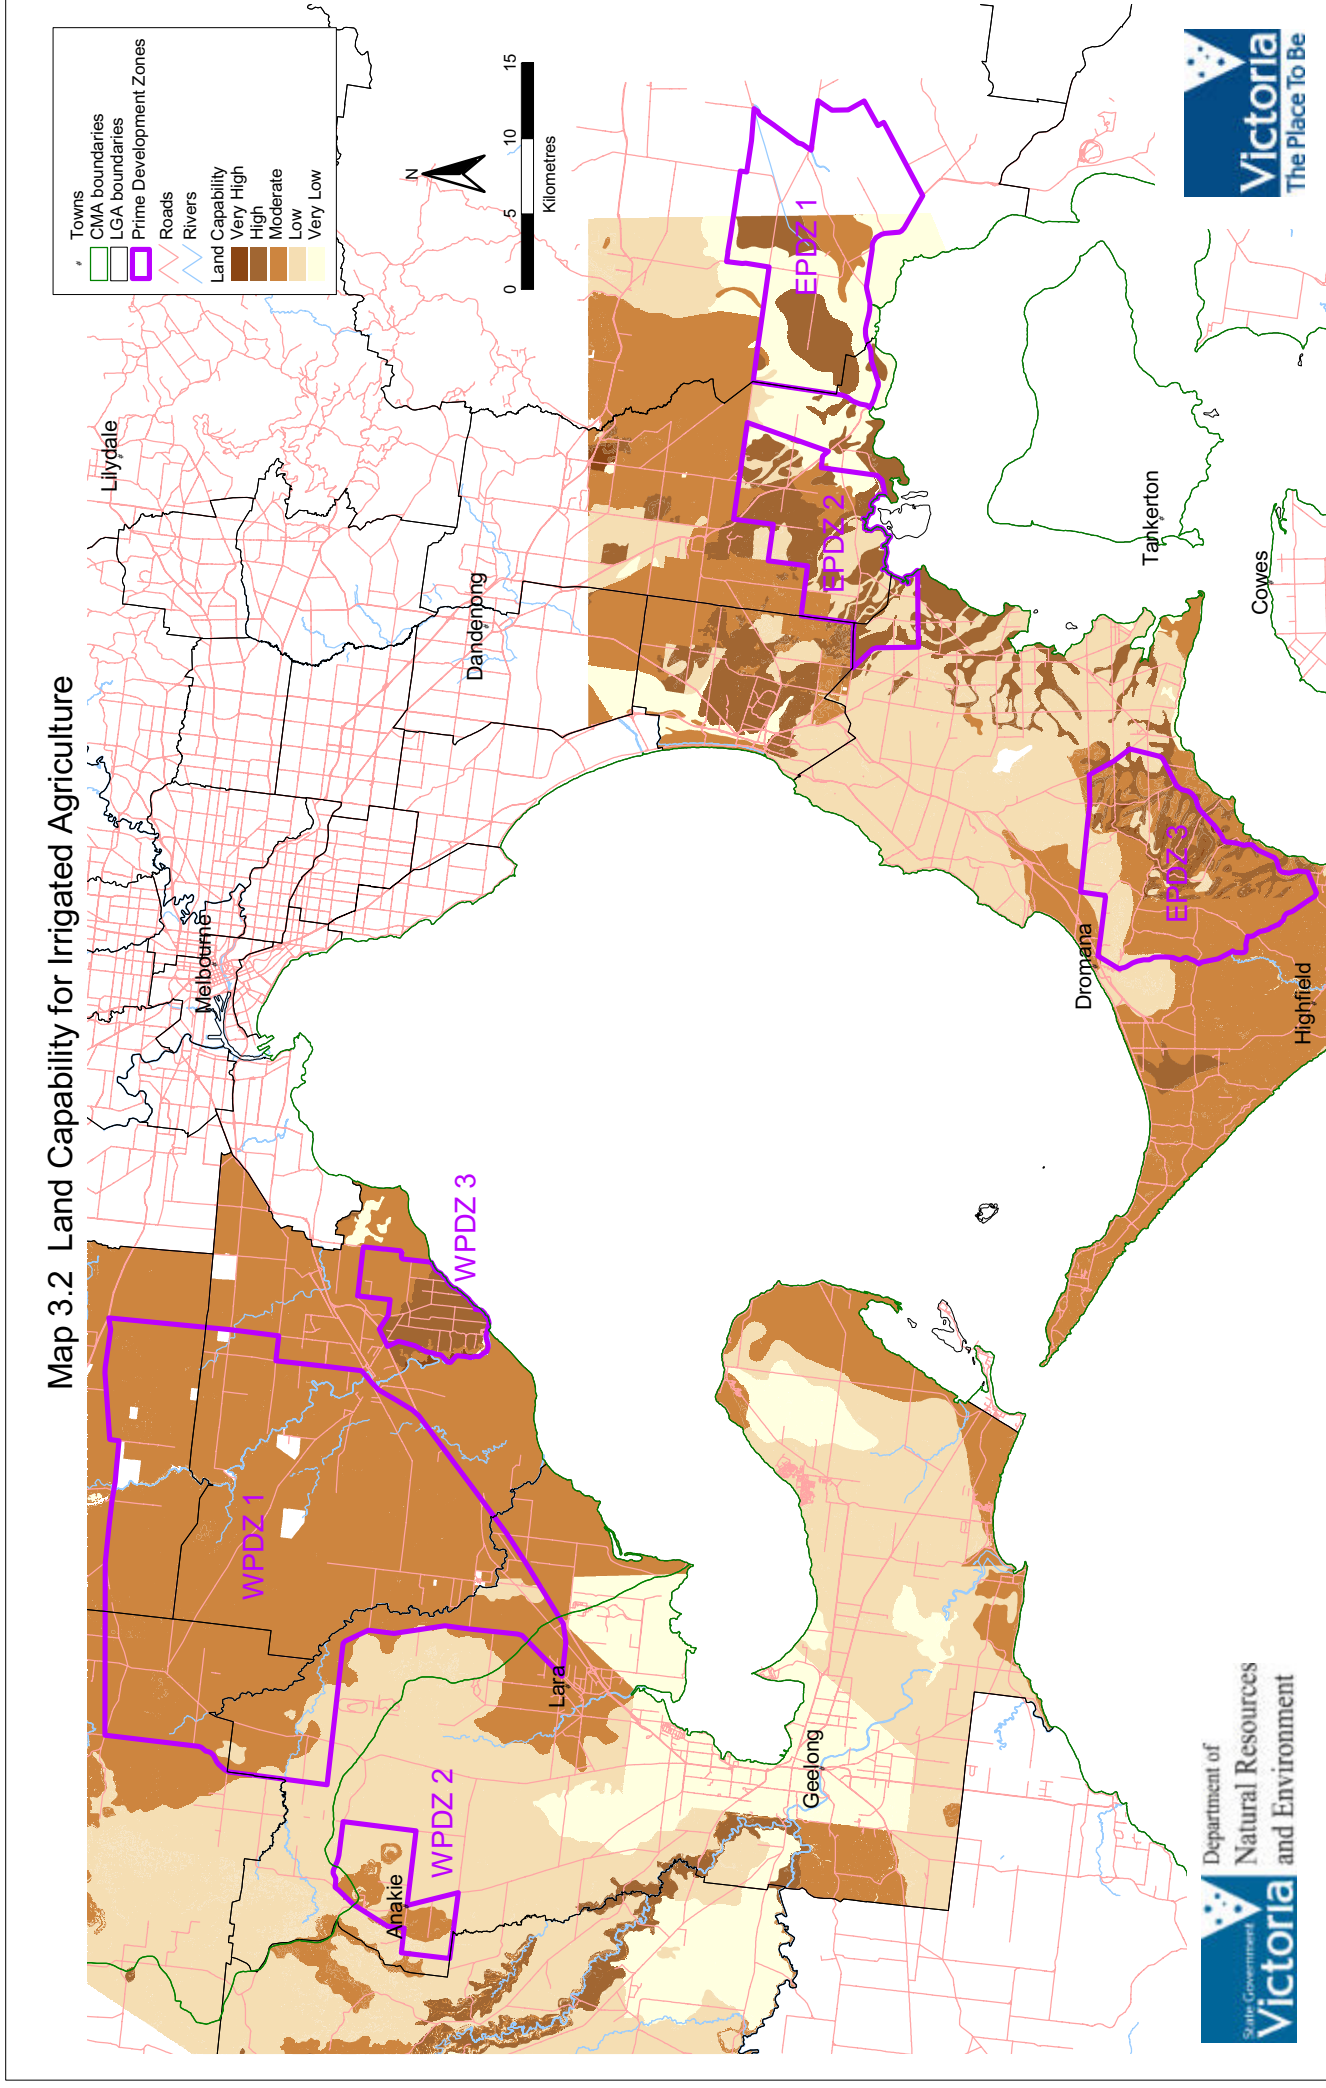 Map 3.2 Land Capability for Irrigated Agriculture
Towns
CMA boundaries
LGA boundaries
Prime Development Zones
Roads
Rivers
Land Capability
Very High
High
Moderate
Low
Very Low
N
0 5 10 15
Kilometres
Lilydale
Melbourne
Dandenong
WPDZ 1
WPDZ 3
WPDZ 2
Anakie
Lara
Geelong
EPDZ 1
EPDZ 2
EPDZ 3
Dromana
Highfield
Tankerton
Cowes
State Government
Victoria
Department of
Natural Resources
and Environment
Victoria
The Place To Be